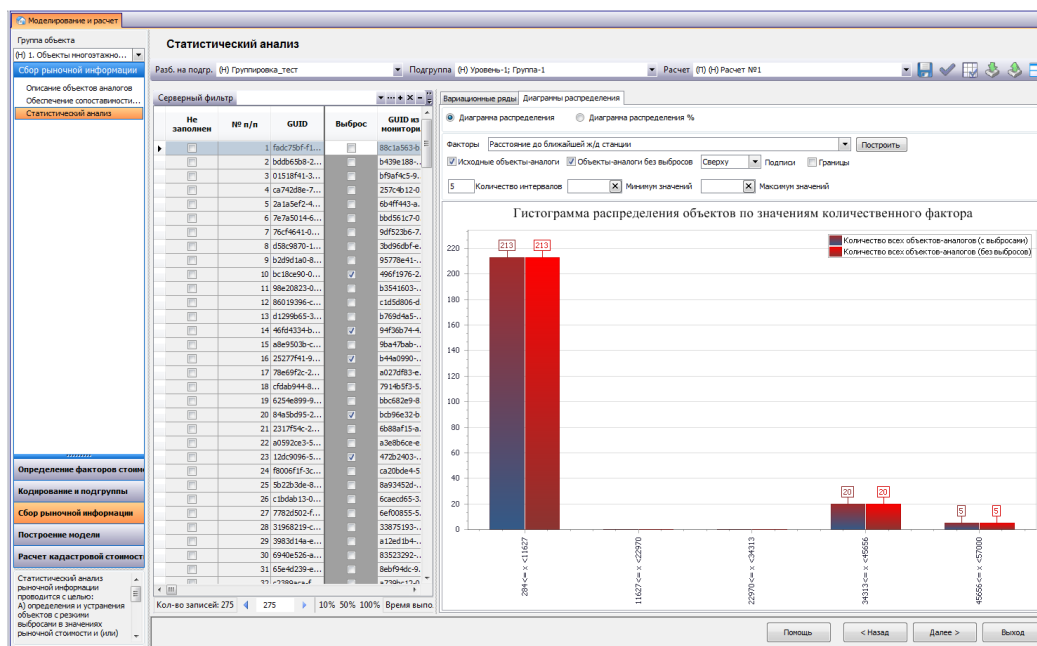 Моделирование и расчет
Группа объекта
(Н) 1. Объекты многоэтажно...
Сбор рыночной информации
Описание объектов аналогов
Обеспечение сопоставимости...
Статистический анализ
Определение факторов стоим
Кодирование и подгруппы
Сбор рыночной информации
Построение модели
Расчет кадастровой стоимост
Статистический анализ
рыночной информации
проводится с целью:
А) определения и устранения
объектов с резкими
выбросами в значениях
рыночной стоимости и (или)
Статистический анализ
Разб. на подгр. (Н) Группировка_тест Подгруппа (Н) Уровень-1; Группа-1 Расчет (П) (Н) Расчет №1
Серверный фильтр
Не заполнен № п/п GUID Выброс GUID из монитори
1 fadc75bf-f1... 88c1a563-b
2 bddb65b8-2... b439e188-..
3 01518f41-3... bf9af4c5-9.
4 ca742d8e-7... 257c4b12-0
5 2a1a5ef2-4... 6b4ff443-a.
6 7e7a5014-6... bbd561c7-0
7 76cf4641-0... 9df523b6-7.
8 d58c9870-1... 3bd96dbf-e.
9 b2d9d1a0-8... 95778e41-..
10 bc18ce90-0... 496f1976-2.
11 98e20823-0... b3541603-..
12 86019396-c... c1d5d806-d
13 d1299b65-3... b769d4a5-..
14 46fd4334-b... 94f36b74-4.
15 a8e9503b-c... 9ba47bab-..
16 25277f41-9... b44a0990-..
17 78e69f2c-2... a027df83-e.
18 cfdab944-8... 7914b5f3-5.
19 6254e899-9... bbc682e9-8
20 84a5bd95-2... bcb96e32-b
21 2317f54c-2... 6b88af15-a.
22 a0592ce3-5... a3e8b6ce-e
23 12dc9096-5... 472b2403-..
24 f8006f1f-3c... ca20bde4-5
25 5b22b3de-8... 8a93452d-..
26 c1bdab13-0... 6caecd65-3.
27 7782d502-f... 6ef00855-5.
28 31968219-c... 33875193-..
29 3983d14a-e... a12ed1b4-..
30 6940e526-a... 83523292-..
31 65e4d239-e... 8ebf94dc-9.
Кол-во записей: 275 275 10% 50% 100% Время выпо.
Вариационные ряды Диаграммы распределения
Диаграмма распределения Диаграмма распределения %
Факторы Расстояние до ближайшей ж/д станции Построить
Исходные объекты-аналоги Объекты-аналоги без выбросов Сверху Подписи Границы
5 Количество интервалов Минимум значений Максимум значений
Гистограмма распределения объектов по значениям количественного фактора
Количество всех объектов-аналогов (с выбросами)
Количество всех объектов-аналогов (без выбросов)
220
200
180
160
140
120
100
80
60
40
20
0
213 213
20 20
5 5
284<= x <11627
11627<= x <22970
22970<= x <34313
34313<= x <45656
45656<= x <57000
Помощь < Назад Далее > Выход